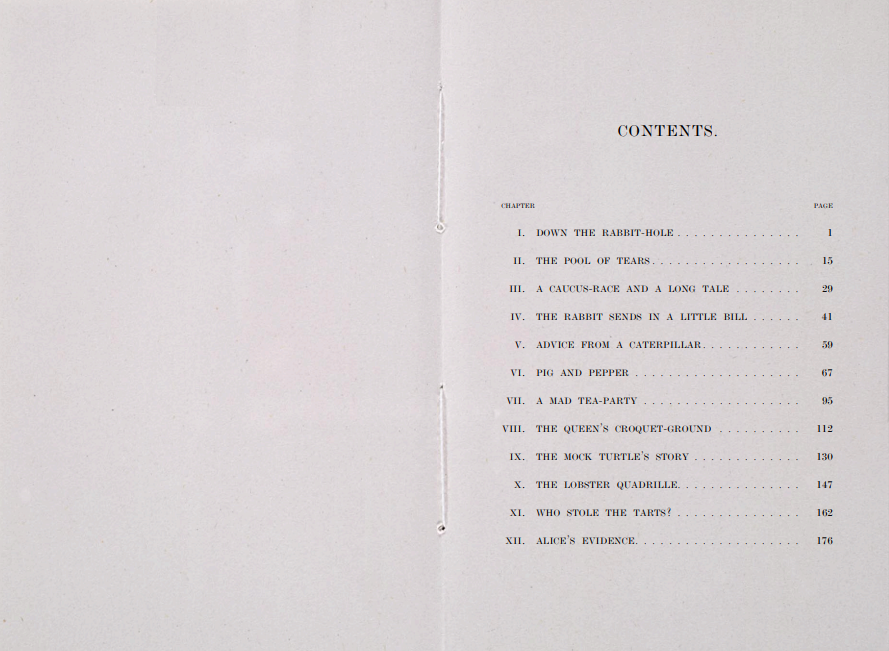 CONTENTS.
CHAPTER PAGE
I. DOWN THE RABBIT-HOLE . . . . . . . . . . . . . . . 1
II. THE POOL OF TEARS . . . . . . . . . . . . . . . . . . 15
III. A CAUCUS-RACE AND A LONG TALE . . . . . . . . 29
IV. THE RABBIT SENDS IN A LITTLE BILL . . . . . . 41
V. ADVICE FROM A CATERPILLAR . . . . . . . . . . . . 59
VI. PIG AND PEPPER . . . . . . . . . . . . . . . . . . . . 67
VII. A MAD TEA-PARTY . . . . . . . . . . . . . . . . . . . 95
VIII. THE QUEEN'S CROQUET-GROUND . . . . . . . . . . 112
IX. THE MOCK TURTLE'S STORY . . . . . . . . . . . . . 130
X. THE LOBSTER QUADRILLE . . . . . . . . . . . . . . . 147
XI. WHO STOLE THE TARTS? . . . . . . . . . . . . . . . 162
XII. ALICE'S EVIDENCE . . . . . . . . . . . . . . . . . . . . 176